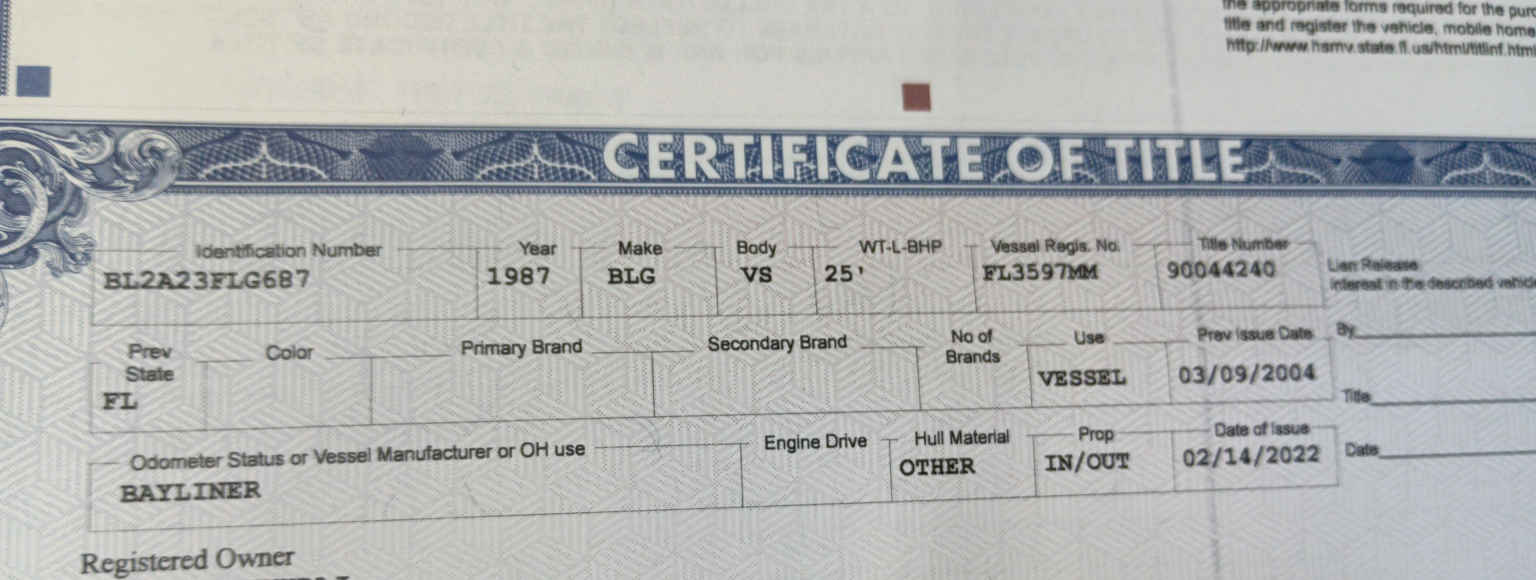 the appropriate forms required for the
title and register the vehicle, mobile home
http://www.hsmv.state.fl.us/html/titlinf.html
CERTIFICATE OF TITLE
Identification Number Year Make Body WT-L-BHP Vessel Regis. No. Title Number
BL2A23FLG687 1987 BLG VS 25' FL3597MM 90044240
Lien Release
interest in the described
Prev State Color Primary Brand Secondary Brand No of Brands Use Prev Issue Date
FL VESSEL 03/09/2004
By
Title
Odometer Status or Vessel Manufacturer or OH use Engine Drive Hull Material Prop Date of Issue
BAYLINER OTHER IN/OUT 02/14/2022
Date
Registered Owner